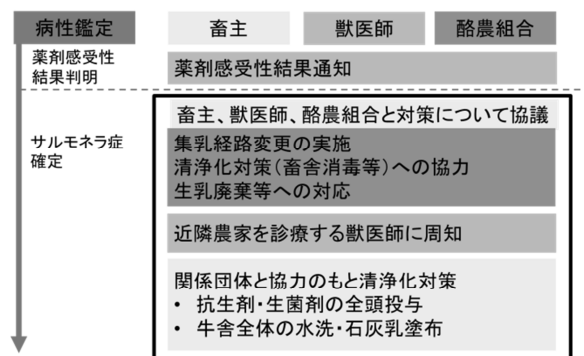 病性鑑定
畜主
獣医師
酪農組合
薬剤感受性
結果判明
薬剤感受性結果通知
畜主、獣医師、酪農組合と対策について協議
サルモネラ症
確定
集乳経路変更の実施
清浄化対策(畜舎消毒等)への協力
生乳廃棄等への対応
近隣農家を診療する獣医師に周知
関係団体と協力のもと清浄化対策
• 抗生剤・生菌剤の全頭投与
• 牛舎全体の水洗・石灰乳塗布